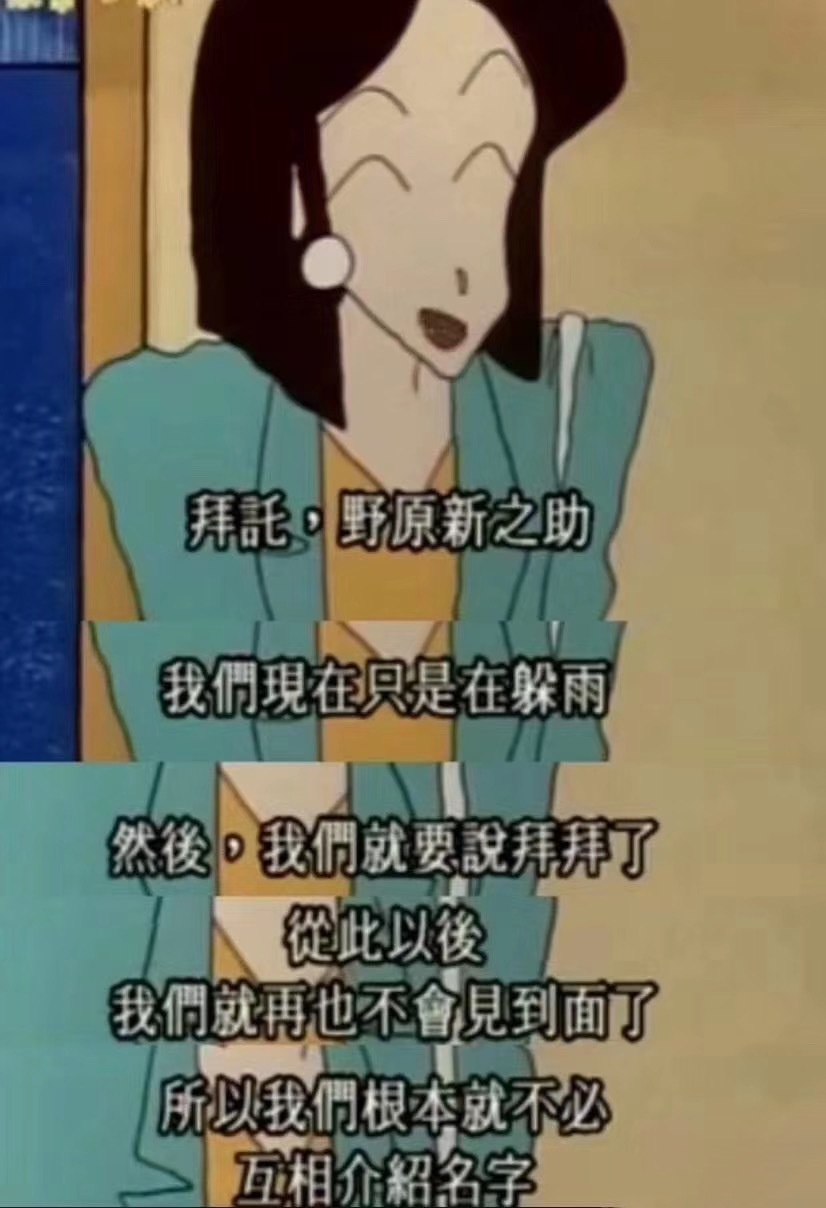 拜託，野原新之助
我們現在只是在躲雨
然後，我們就要說拜拜了
從此以後
我們就再也不會見到面了
所以我們根本就不必
互相介紹名字